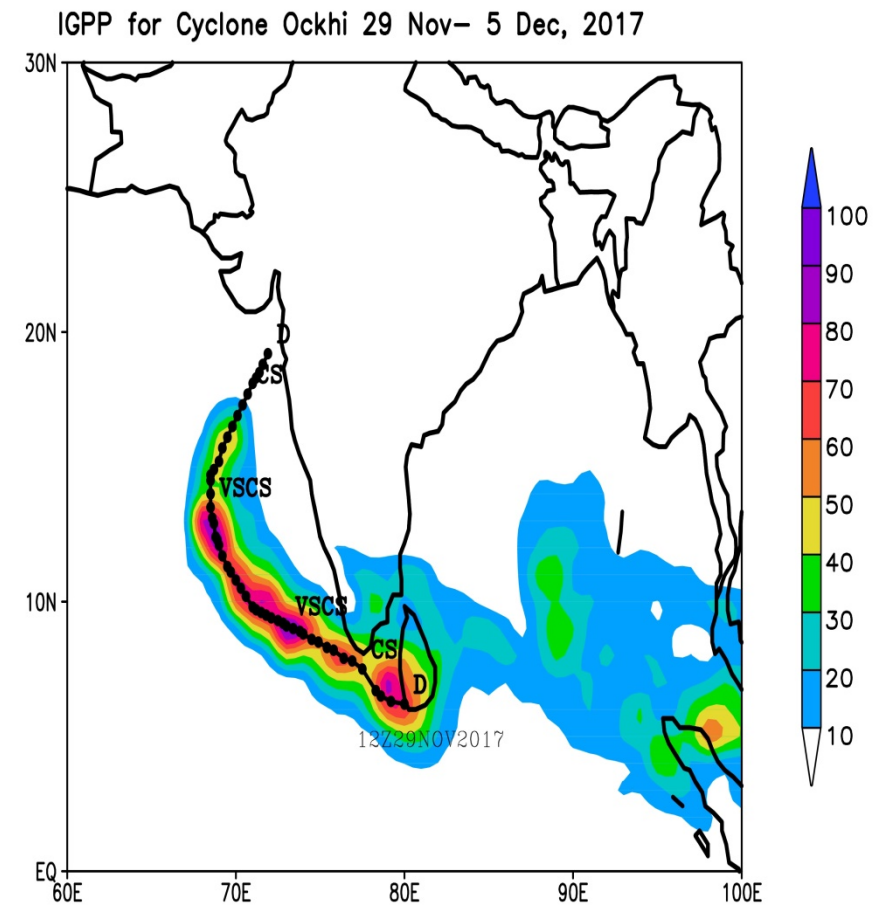 IGPP for Cyclone Ockhi 29 Nov– 5 Dec, 2017
30N
100
90
20N
D
80
CS
70
60
VSCS
50
40
10N
VSCS
30
CS
20
D
12Z29NOV2017
10
EQ
60E 70E 80E 90E 100E